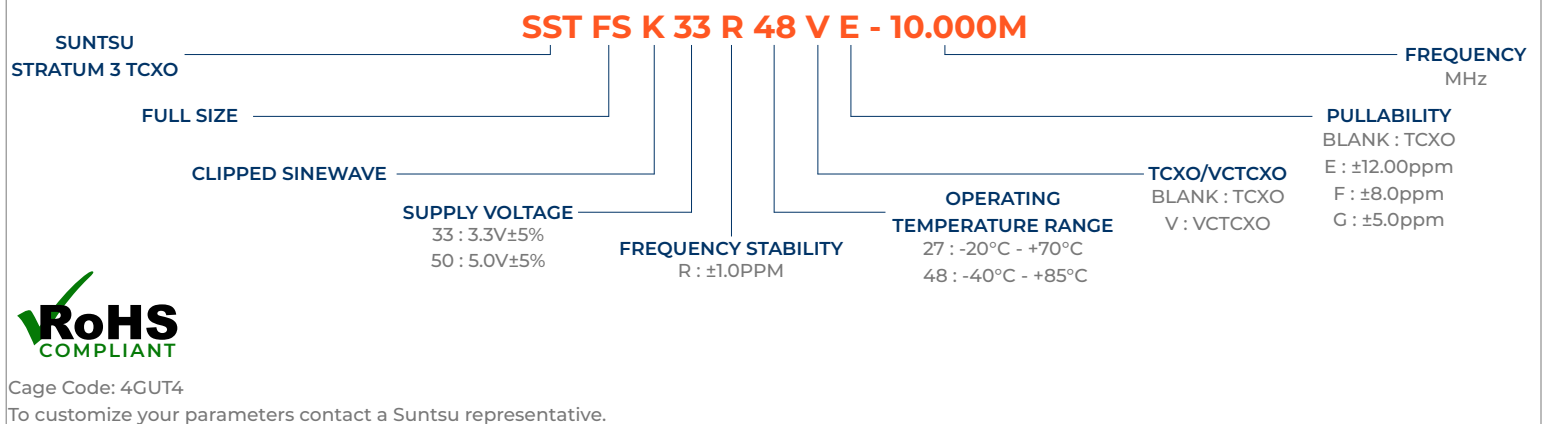 SST FS K 33 R 48 V E - 10.000M
SUNTSU
STRATUM 3 TCXO
FREQUENCY
MHz
FULL SIZE
PULLABILITY
BLANK : TCXO
E : ±12.00ppm
F : ±8.0ppm
G : ±5.0ppm
CLIPPED SINEWAVE
TCXO/VCTCXO
BLANK : TCXO
V : VCTCXO
SUPPLY VOLTAGE
33 : 3.3V±5%
50 : 5.0V±5%
OPERATING
TEMPERATURE RANGE
27 : -20°C - +70°C
48 : -40°C - +85°C
FREQUENCY STABILITY
R : ±1.0PPM
RoHS
COMPLIANT
Cage Code: 4GUT4
To customize your parameters contact a Suntsu representative.